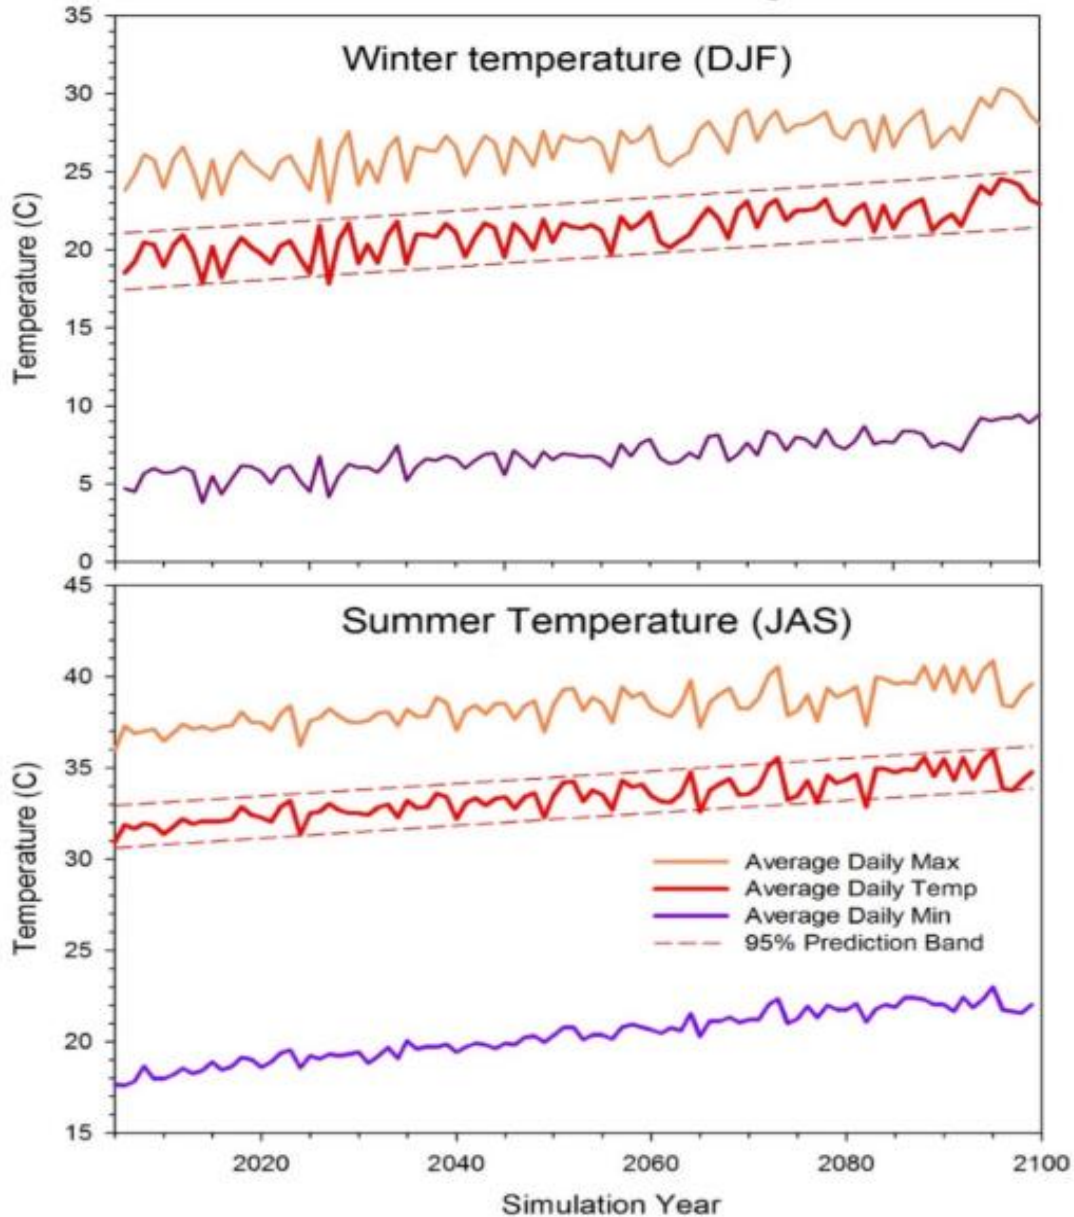 Winter temperature (DJF)
35
30
25
20
15
10
5
0
Temperature (C)
Summer Temperature (JAS)
45
40
35
30
25
20
15
Temperature (C)
Average Daily Max
Average Daily Temp
Average Daily Min
95% Prediction Band
2020 2040 2060 2080 2100
Simulation Year